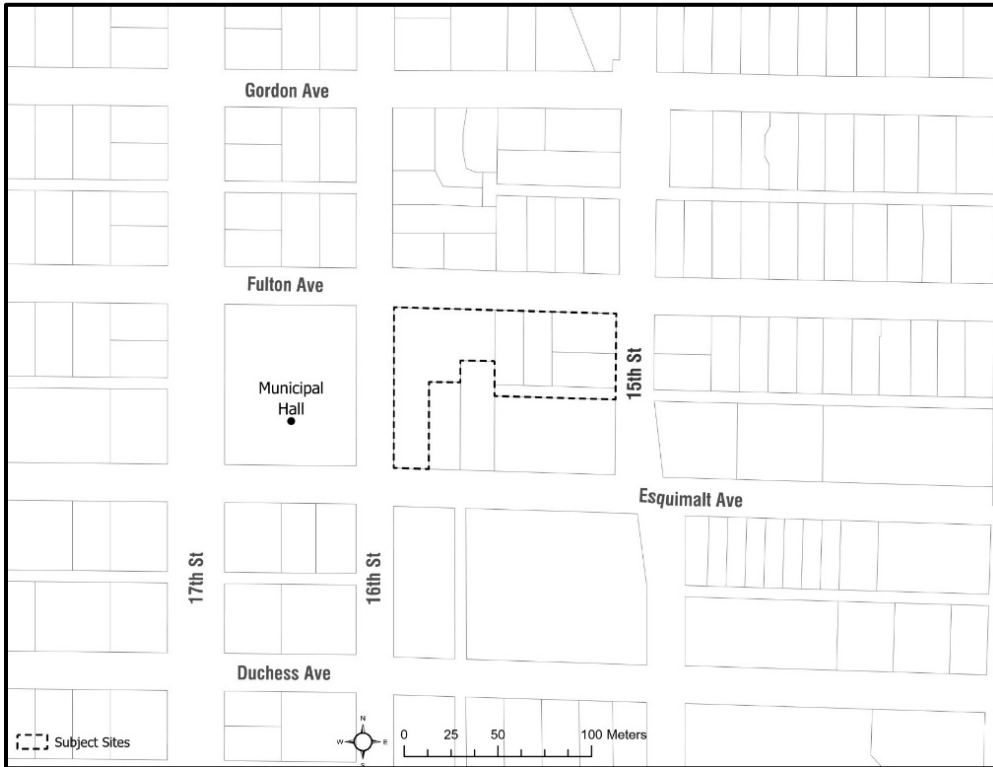 Gordon Ave
Fulton Ave
Municipal
Hall
15th St
Esquimalt Ave
17th St
16th St
Duchess Ave
Subject Sites
N
W E
S
0 25 50 100 Meters